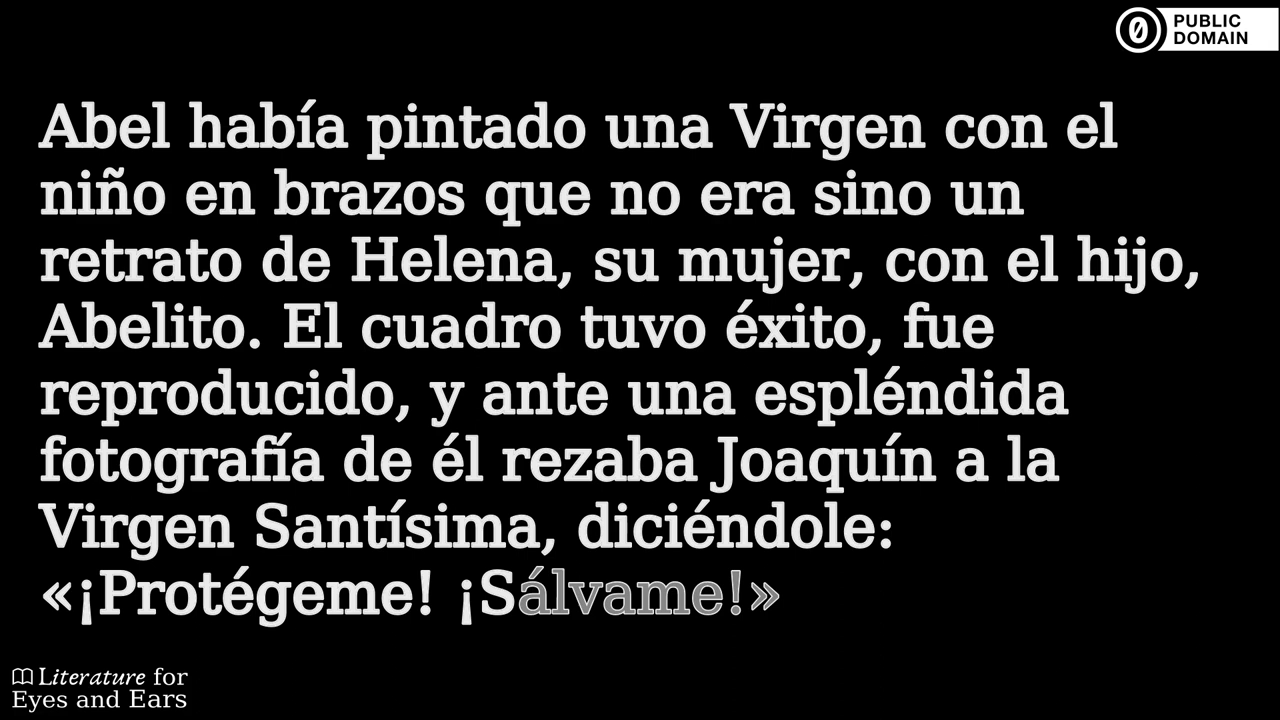 PUBLIC
DOMAIN
Abel había pintado una Virgen con el
niño en brazos que no era sino un
retrato de Helena, su mujer, con el hijo,
Abelito. El cuadro tuvo éxito, fue
reproducido, y ante una espléndida
fotografía de él rezaba Joaquín a la
Virgen Santísima, diciéndole:
«¡Protégeme! ¡Sálvame!»
Literature for
Eyes and Ears